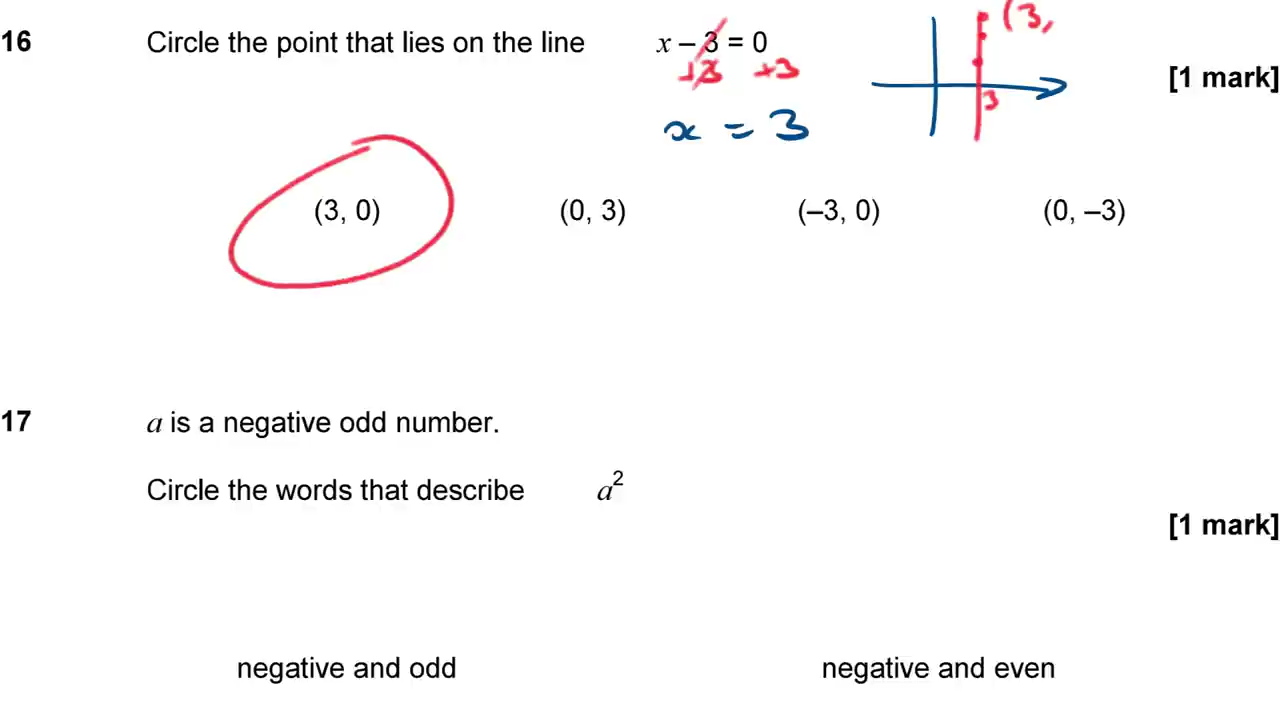 16 Circle the point that lies on the line x – 3 = 0 (3,
+3 +3
[1 mark]
3
x = 3
(3, 0) (0, 3) (–3, 0) (0, –3)
17 a is a negative odd number.
Circle the words that describe a²
[1 mark]
negative and odd negative and even